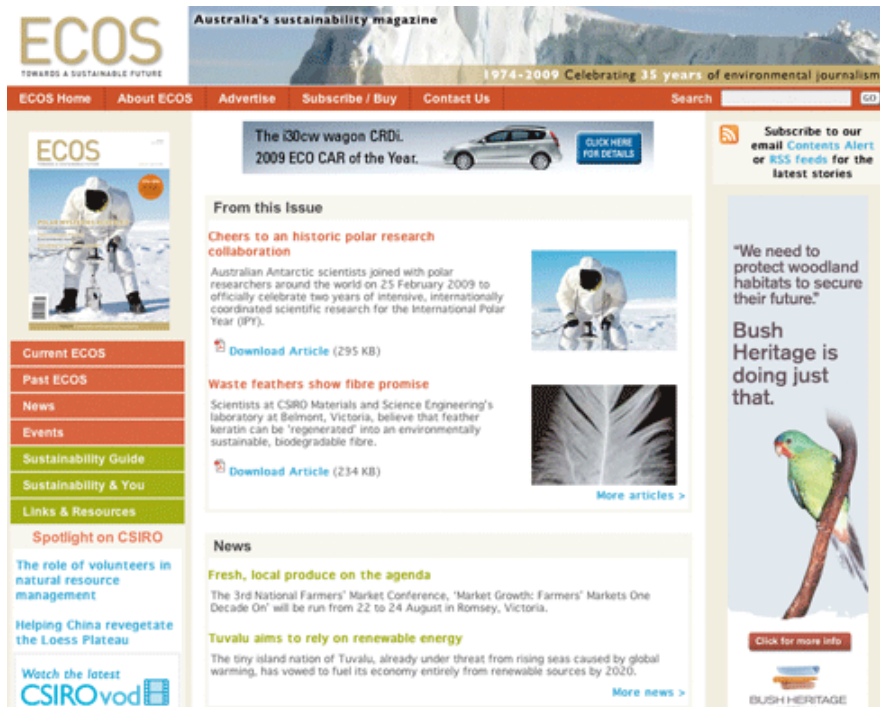 ECOS
TOWARDS A SUSTAINABLE FUTURE
Australia's sustainability magazine
1974-2009 Celebrating 35 years of environmental journalism
ECOS Home
About ECOS
Advertise
Subscribe / Buy
Contact Us
Search
GO
ECOS
Current ECOS
Past ECOS
News
Events
Sustainability Guide
Sustainability & You
Links & Resources
Spotlight on CSIRO
The role of volunteers in
natural resource
management
Helping China revegetate
the Loess Plateau
Watch the latest
CSIROvod
The i30cw wagon CRDi.
2009 ECO CAR of the Year.
CLICK HERE
FOR DETAILS
From this Issue
Cheers to an historic polar research
collaboration
Australian Antarctic scientists joined with polar
researchers around the world on 25 February 2009 to
officially celebrate two years of intensive, internationally
coordinated scientific research for the International Polar
Year (IPY).
Download Article (295 KB)
Waste feathers show fibre promise
Scientists at CSIRO Materials and Science Engineering's
laboratory at Belmont, Victoria, believe that feather
keratin can be 'regenerated' into an environmentally
sustainable, biodegradable fibre.
Download Article (234 KB)
More articles >
News
Fresh, local produce on the agenda
The 3rd National Farmers' Market Conference, 'Market Growth: Farmers' Markets One
Decade On' will be run from 22 to 24 August in Romsey, Victoria.
Tuvalu aims to rely on renewable energy
The tiny island nation of Tuvalu, already under threat from rising seas caused by global
warming, has vowed to fuel its economy entirely from renewable sources by 2020.
More news >
Subscribe to our
email Contents Alert
or RSS feeds for the
latest stories
"We need to
protect woodland
habitats to secure
their future."
Bush
Heritage is
doing just
that.
Click for more info
BUSH HERITAGE